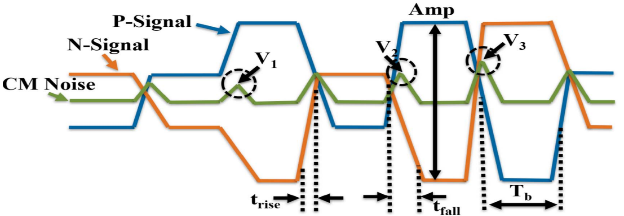 Amp
P-Signal
N-Signal
V1
V2
V3
CM Noise
trise
tfall
Tb